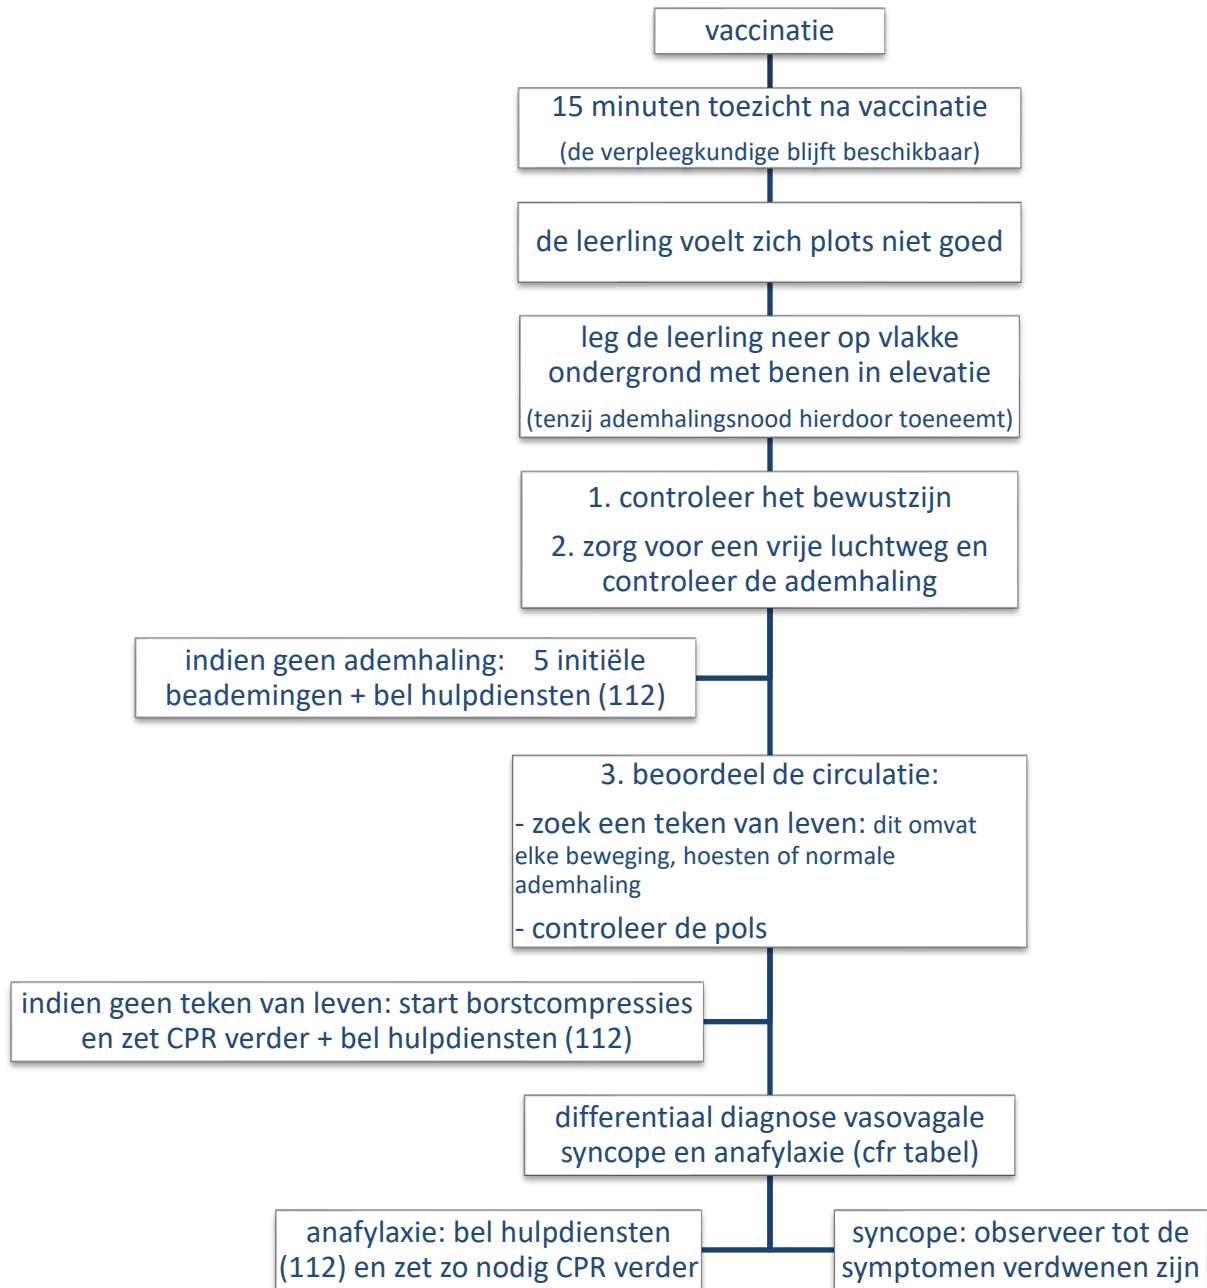 vaccinatie
15 minuten toezicht na vaccinatie
(de verpleegkundige blijft beschikbaar)
de leerling voelt zich plots niet goed
leg de leerling neer op vlakke
ondergrond met benen in elevatie
(tenzij ademhalingsnood hierdoor toeneemt)
1. controleer het bewustzijn
2. zorg voor een vrije luchtweg en
controleer de ademhaling
indien geen ademhaling: 5 initiële
beademingen + bel hulpdiensten (112)
3. beoordeel de circulatie:
- zoek een teken van leven: dit omvat
elke beweging, hoesten of normale
ademhaling
- controleer de pols
indien geen teken van leven: start borstcompressies
en zet CPR verder + bel hulpdiensten (112)
differentiaal diagnose vasovagale
syncope en anafylaxie (cfr tabel)
anafylaxie: bel hulpdiensten
(112) en zet zo nodig CPR verder
syncope: observeer tot de
symptomen verdwenen zijn